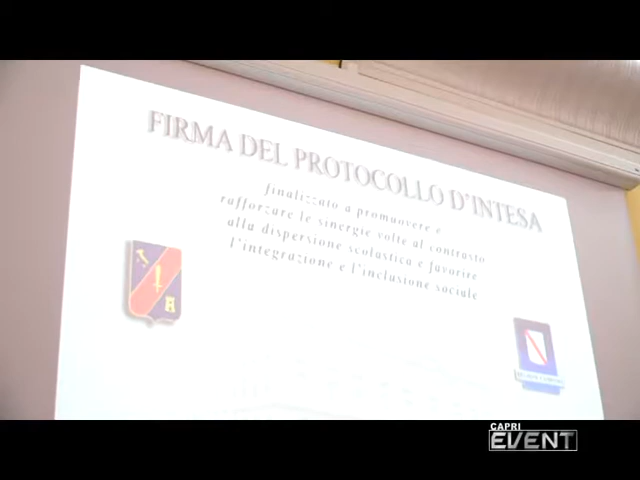 FIRMA DEL PROTOCOLLO D'INTESA
finalizzato a promuovere e
rafforzare le sinergie volte al contrasto
alla dispersione scolastica e favorire
l'integrazione e l'inclusione sociale
CAPRI
EVENT